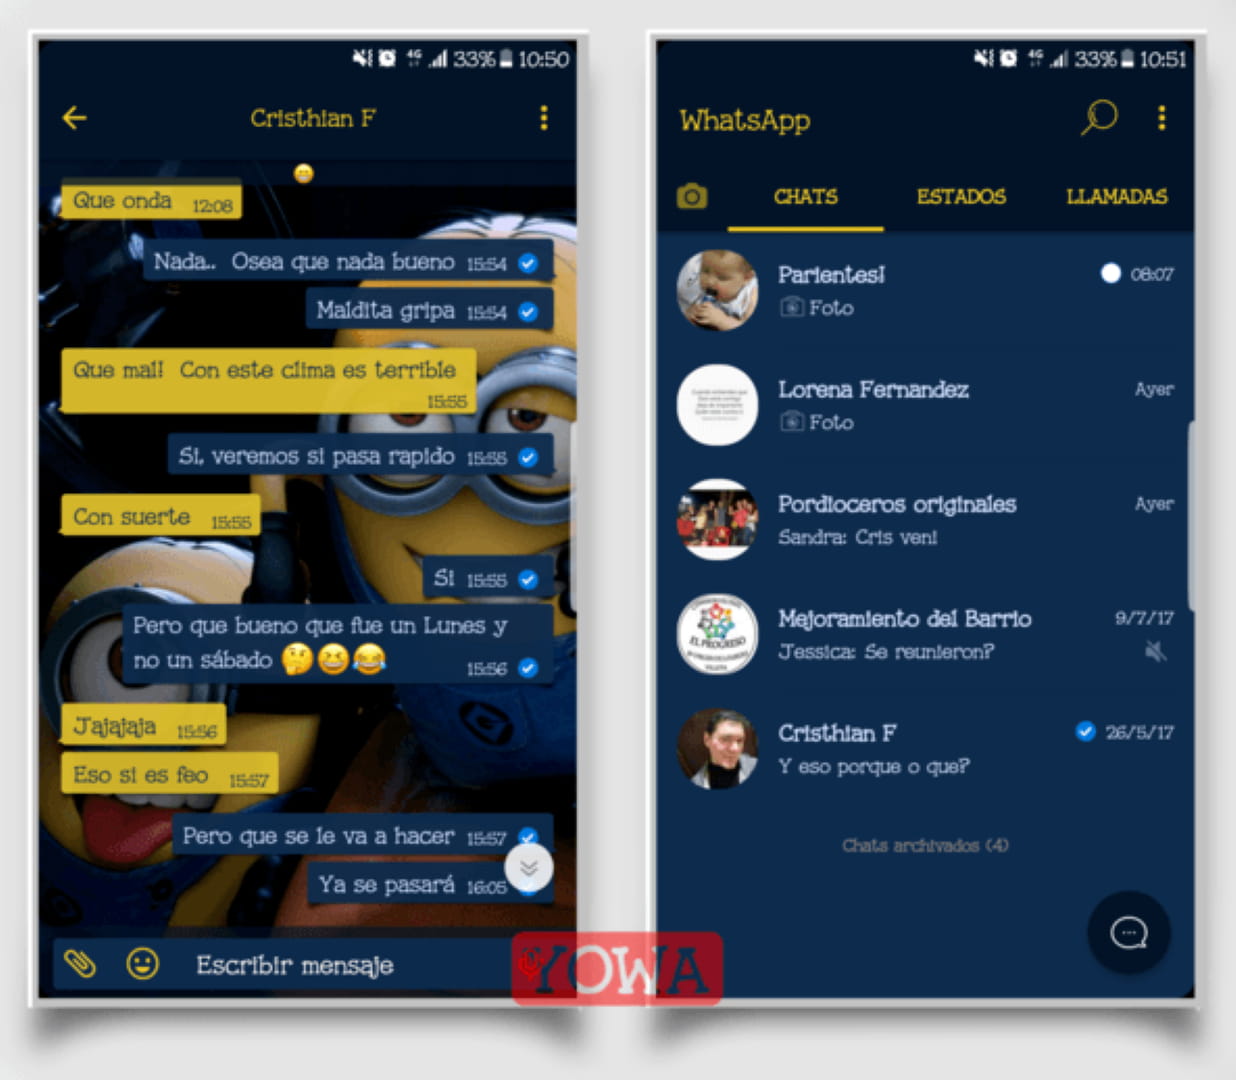 4G 33% 10:50
Cristhian F
Que onda 12:08
Nada.. Osea que nada bueno 15:54
Maldita gripa 15:54
Que mal! Con este clima es terrible
15:55
Si, veremos si pasa rapido 15:55
Con suerte 15:55
Si 15:55
Pero que bueno que fue un Lunes y
no un sábado 🤔😆😂 15:56
Jajajaja 15:56
Eso si es feo 15:57
Pero que se le va a hacer 15:57
Ya se pasará 16:05
Escribir mensaje
YOWA
4G 33% 10:51
WhatsApp
CHATS ESTADOS LLAMADAS
Parientes! 08:07
Foto
Lorena Fernandez Ayer
Foto
Pordioceros originales Ayer
Sandra: Cris ven!
Mejoramiento del Barrio 9/7/17
Jessica: Se reunieron?
EL PROGRESO
Cristhian F 26/5/17
Y eso porque o que?
Chats archivados (4)